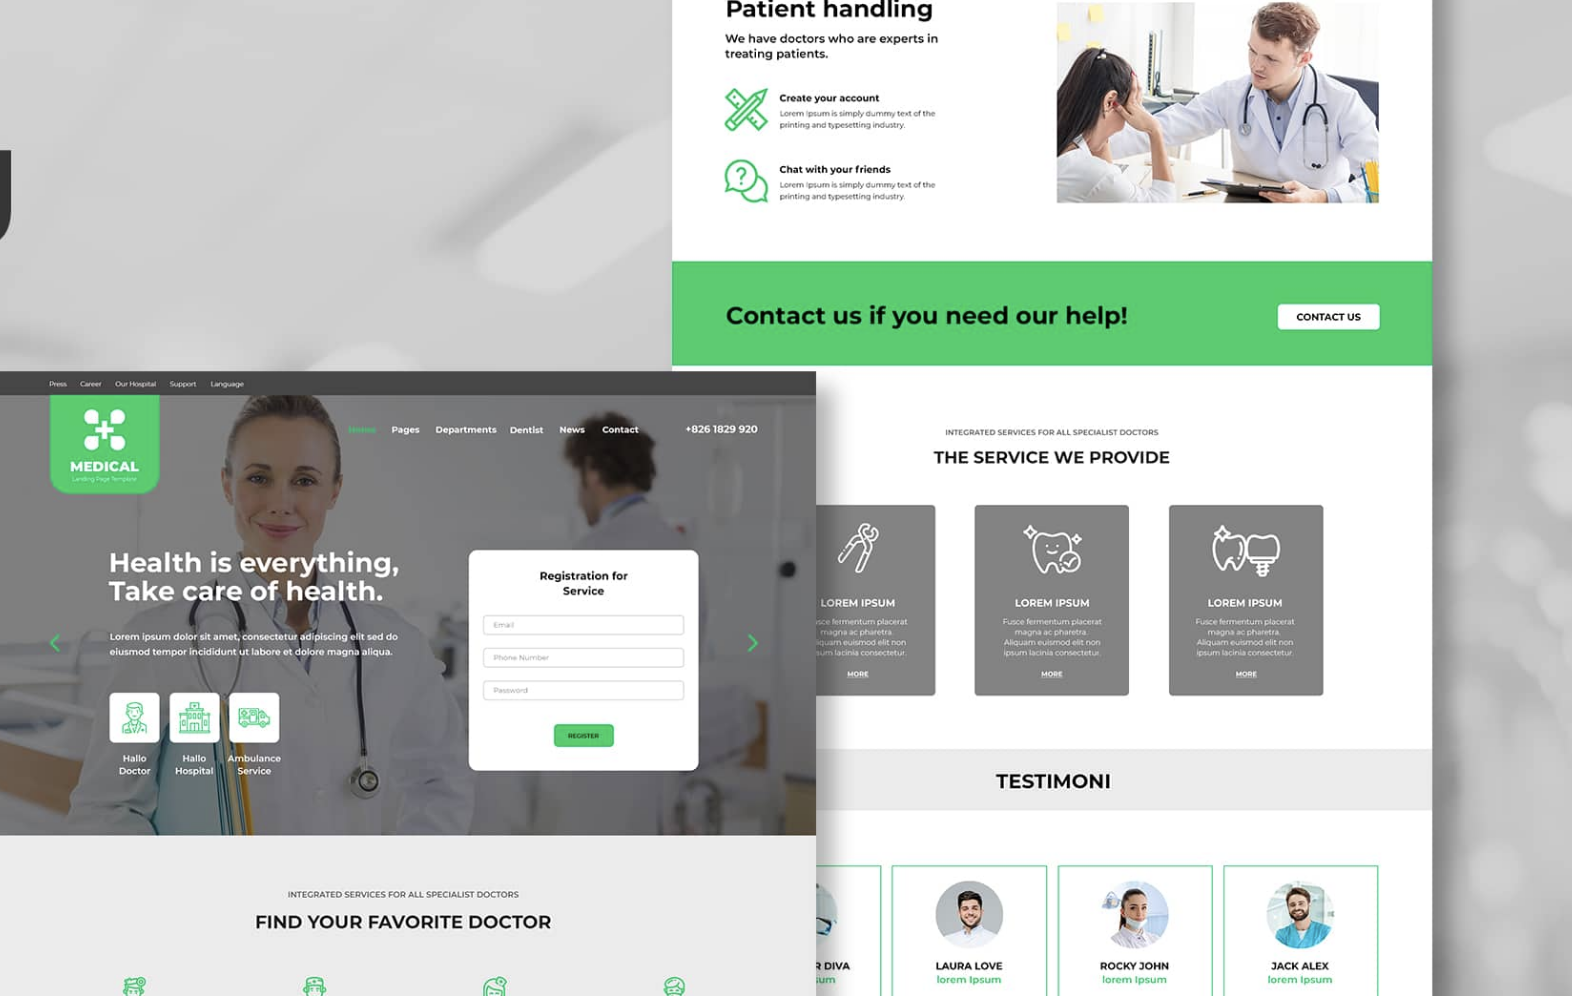 Patient handling
We have doctors who are experts in
treating patients.
Create your account
Lorem Ipsum is simply dummy text of the
printing and typesetting industry.
Chat with your friends
Lorem Ipsum is simply dummy text of the
printing and typesetting industry.
Contact us if you need our help!
CONTACT US
INTEGRATED SERVICES FOR ALL SPECIALIST DOCTORS
THE SERVICE WE PROVIDE
LOREM IPSUM
fermentum placerat
magna ac pharetra.
euismod elit non
lacinia consectetur.
MORE
LOREM IPSUM
Fusce fermentum placerat
magna ac pharetra.
Aliquam euismod elit non
ipsum lacinia consectetur.
MORE
LOREM IPSUM
Fusce fermentum placerat
magna ac pharetra.
Aliquam euismod elit non
ipsum lacinia consectetur.
MORE
TESTIMONI
R DIVA
sum
LAURA LOVE
lorem Ipsum
ROCKY JOHN
lorem Ipsum
JACK ALEX
lorem Ipsum
Press Career Our Hospital Support Language
MEDICAL
Landing Page Template
Home Pages Departments Dentist News Contact +826 1829 920
Health is everything,
Take care of health.
Lorem ipsum dolor sit amet, consectetur adipiscing elit sed do
eiusmod tempor incididunt ut labore et dolore magna aliqua.
Hallo
Doctor
Hallo
Hospital
Ambulance
Service
Registration for
Service
Email
Phone Number
Password
REGISTER
INTEGRATED SERVICES FOR ALL SPECIALIST DOCTORS
FIND YOUR FAVORITE DOCTOR